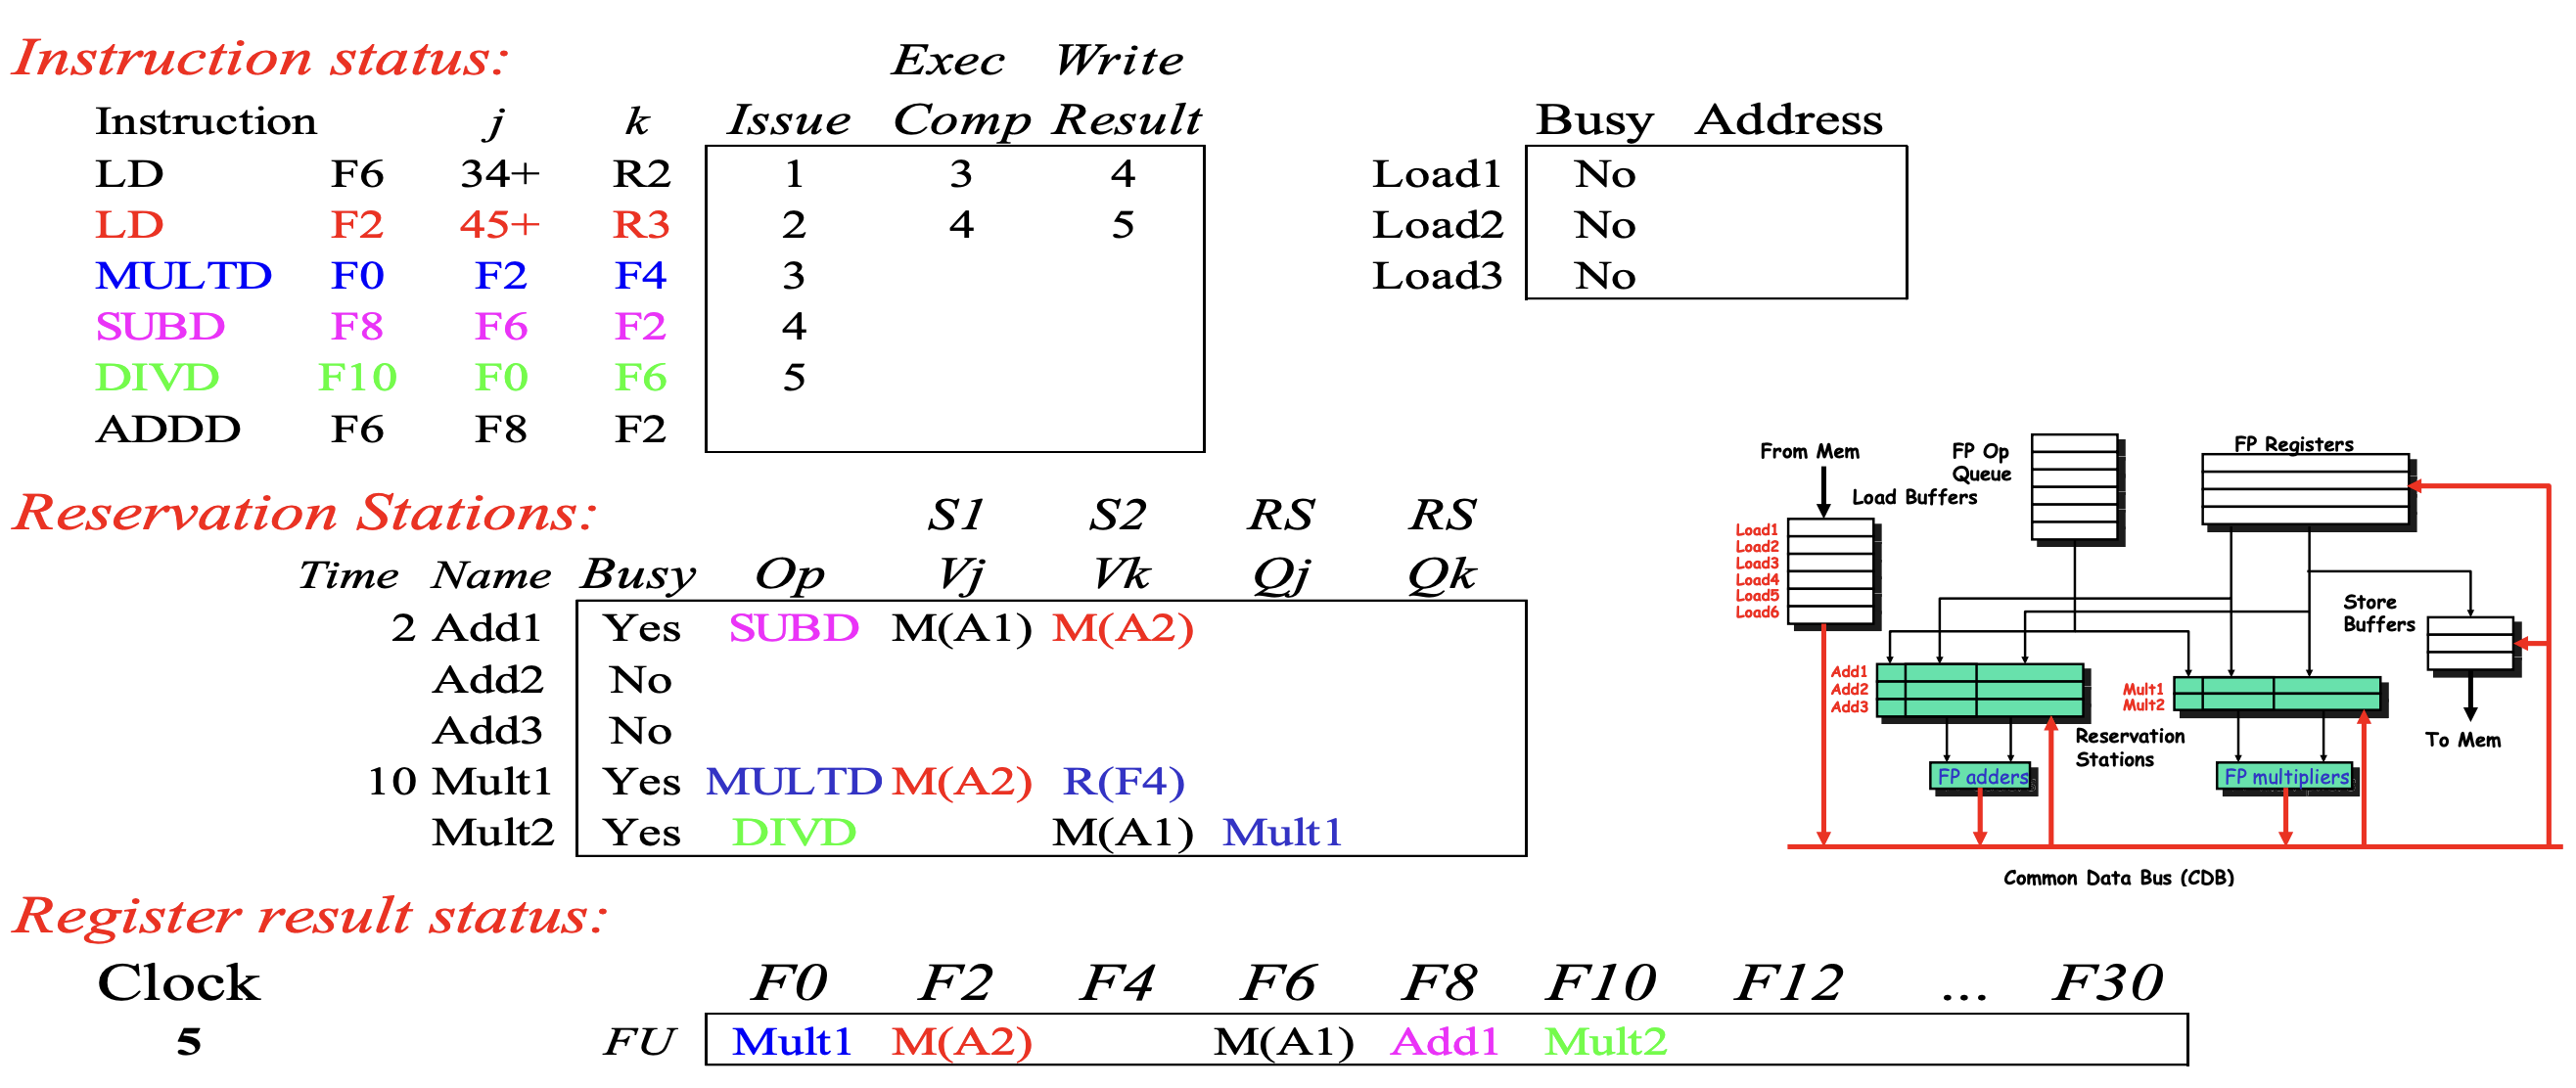 Instruction status:
Exec Write
Instruction j k Issue Comp Result
LD F6 34+ R2 1 3 4
LD F2 45+ R3 2 4 5
MULTD F0 F2 F4 3
SUBD F8 F6 F2 4
DIVD F10 F0 F6 5
ADDD F6 F8 F2
Busy Address
Load1 No
Load2 No
Load3 No
Reservation Stations:
S1 S2 RS RS
Time Name Busy Op Vj Vk Qj Qk
2 Add1 Yes SUBD M(A1) M(A2)
Add2 No
Add3 No
10 Mult1 Yes MULTD M(A2) R(F4)
Mult2 Yes DIVD M(A1) Mult1
From Mem
FP Op
Queue
FP Registers
Load Buffers
Load1
Load2
Load3
Load4
Load5
Load6
Store
Buffers
Add1
Add2
Add3
Mult1
Mult2
Reservation
Stations
To Mem
FP adders
FP multipliers
Common Data Bus (CDB)
Register result status:
Clock F0 F2 F4 F6 F8 F10 F12 ... F30
5 FU Mult1 M(A2) M(A1) Add1 Mult2